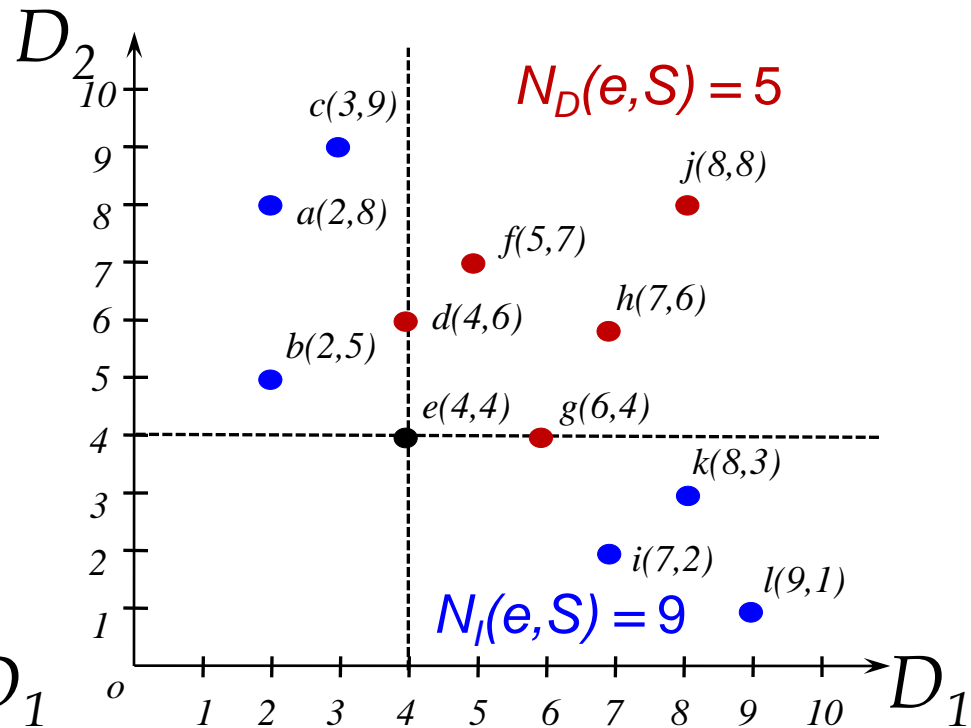 D2
10
c(3,9)
N_D(e,S) = 5
9
j(8,8)
8
a(2,8)
7
f(5,7)
h(7,6)
6
d(4,6)
b(2,5)
5
e(4,4)
g(6,4)
4
k(8,3)
3
2
i(7,2)
l(9,1)
1
N_I(e,S) = 9
D1
o
1 2 3 4 5 6 7 8 9 10
D1